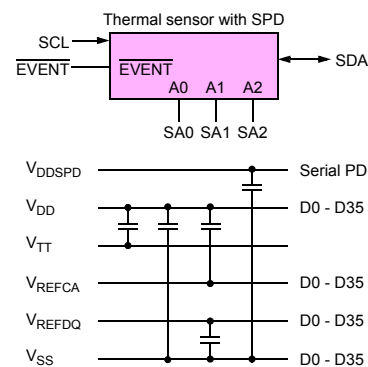 Thermal sensor with SPD
SCL
EVENT
EVENT
SDA
A0 A1 A2
SA0 SA1 SA2
VDDSPD Serial PD
VDD D0 - D35
VTT
VREFCA D0 - D35
VREFDQ D0 - D35
VSS D0 - D35